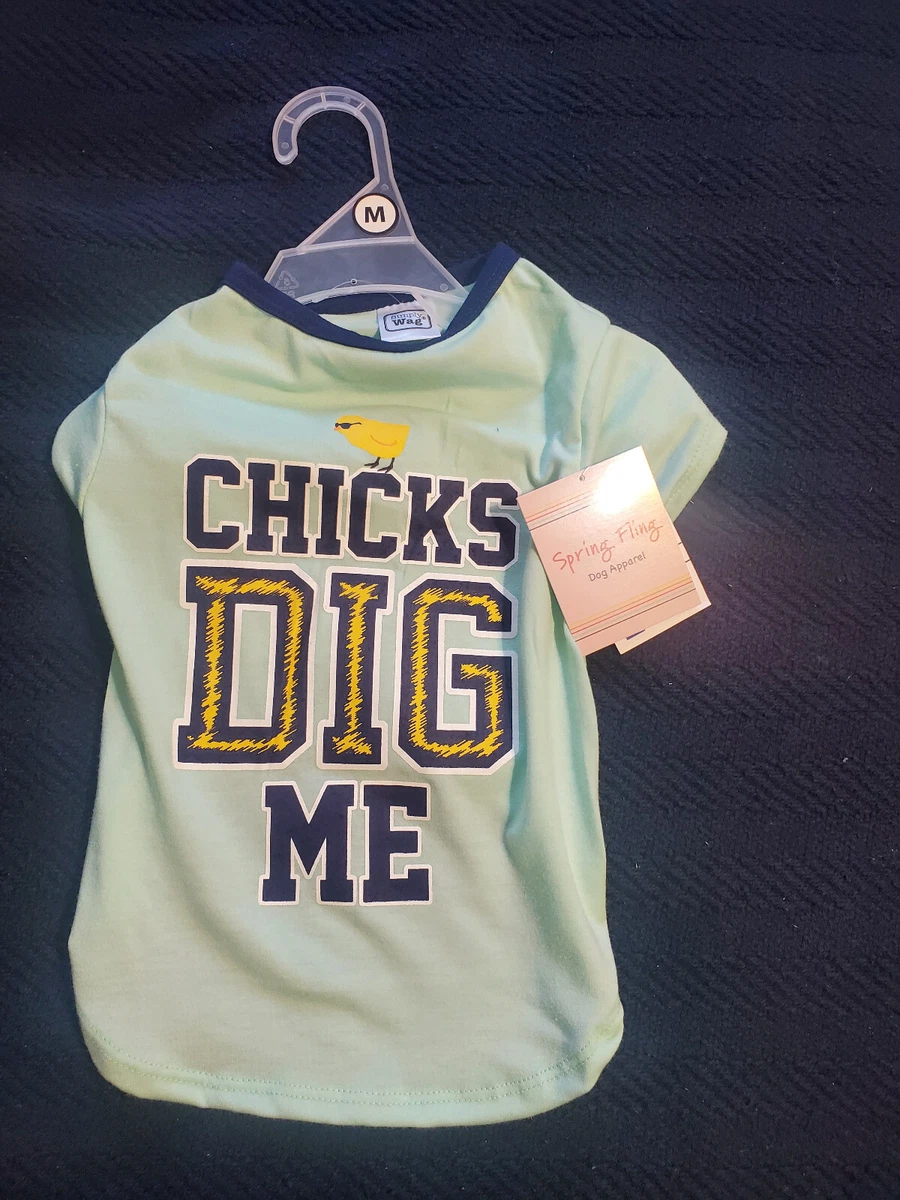 M
Simply
Wag®
CHICKS
DIG
ME
Spring Fling
Dog Apparel